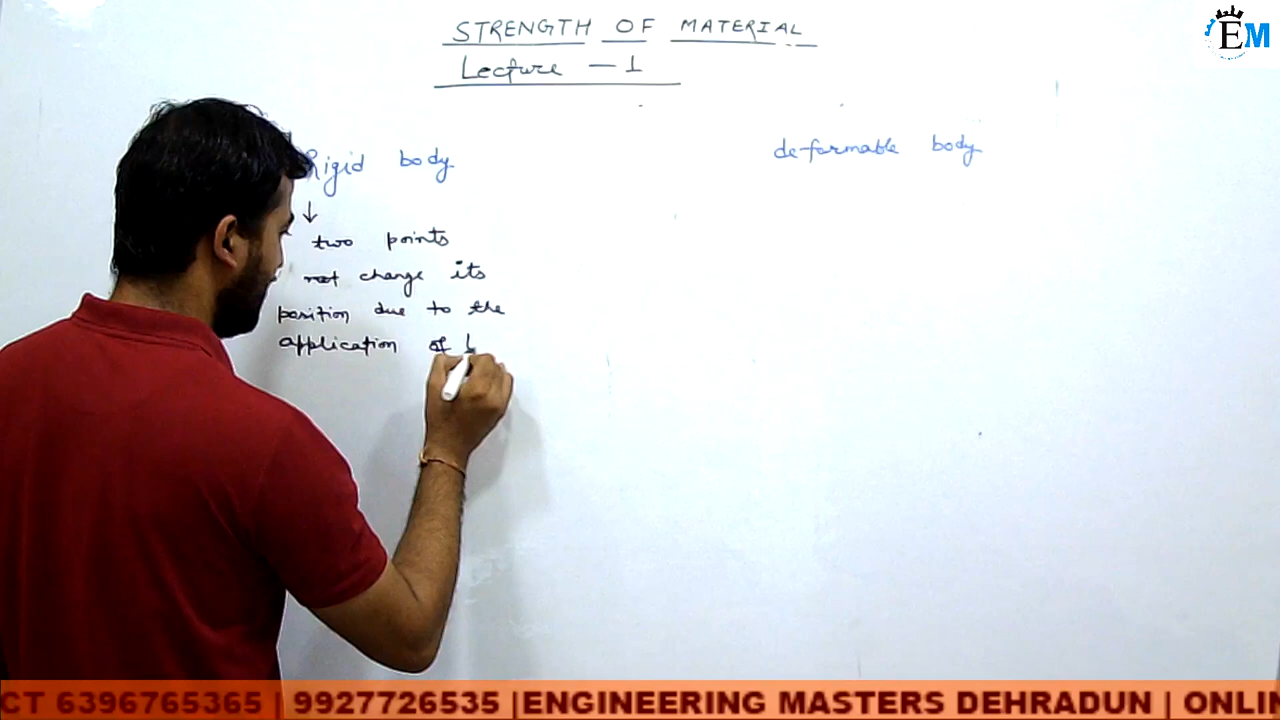 STRENGTH OF MATERIAL
Lecture - 1
EM
Rigid body
deformable body
↓
two points
not change its
position due to the
application of
CT 6396765365 | 9927726535 |ENGINEERING MASTERS DEHRADUN | ONLI